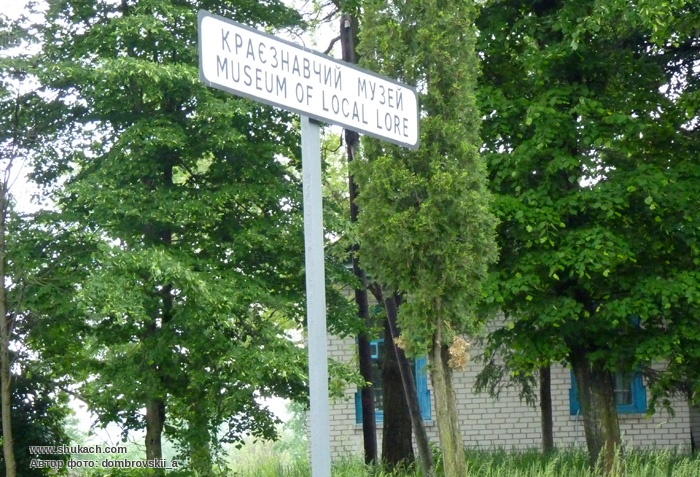 КРАЄЗНАВЧИЙ МУЗЕЙ
MUSEUM OF LOCAL LORE
www.shukach.com
Автор фото: dombrovskii_a